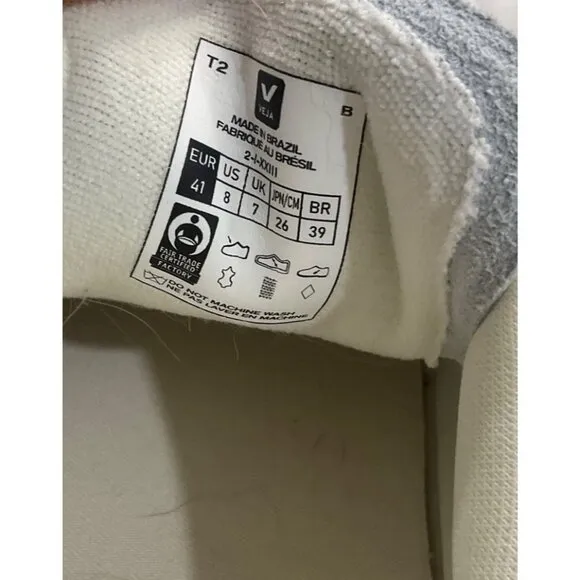 T2
V
VEJA
B
MADE IN BRAZIL
FABRIQUE AU BRÉSIL
2-I-XXIII
EUR US UK JPN/CM BR
41 8 7 26 39
FAIR TRADE
CERTIFIED
FACTORY
DO NOT MACHINE WASH
NE PAS LAVER EN MACHINE